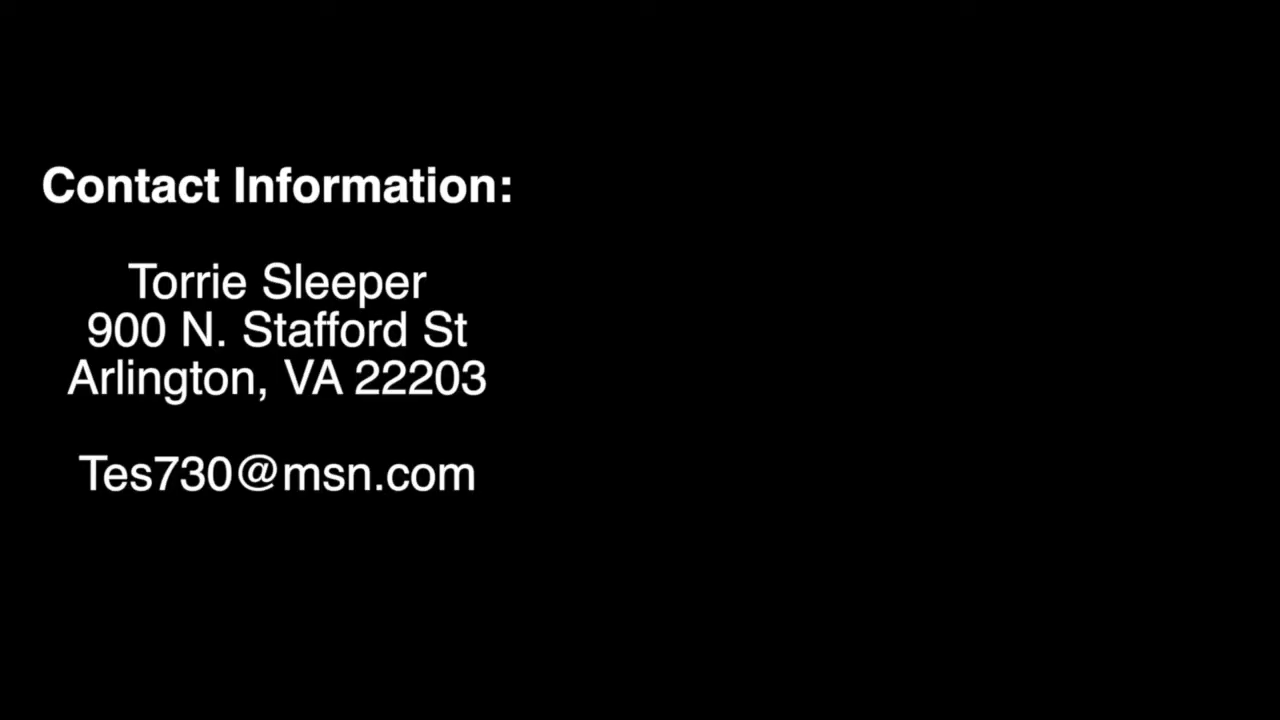 Contact Information:
Torrie Sleeper
900 N. Stafford St
Arlington, VA 22203
Tes730@msn.com